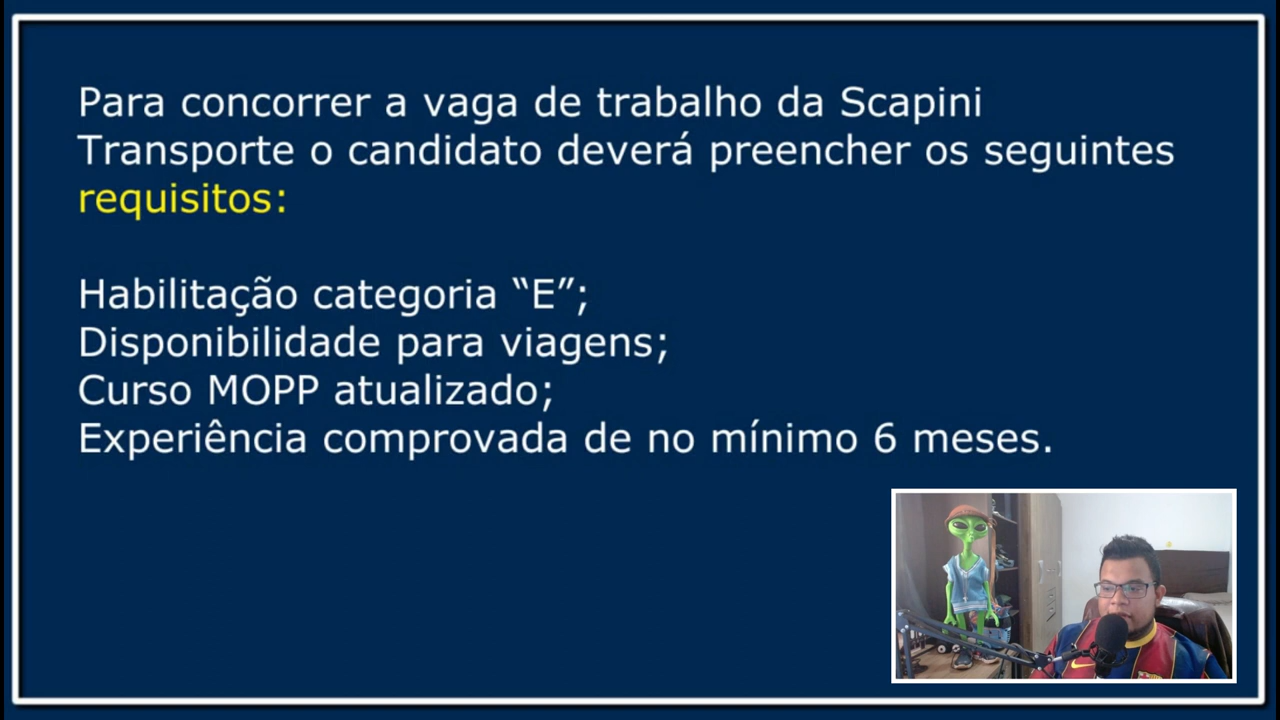 Para concorrer a vaga de trabalho da Scapini
Transporte o candidato deverá preencher os seguintes
requisitos:
Habilitação categoria “E”;
Disponibilidade para viagens;
Curso MOPP atualizado;
Experiência comprovada de no mínimo 6 meses.